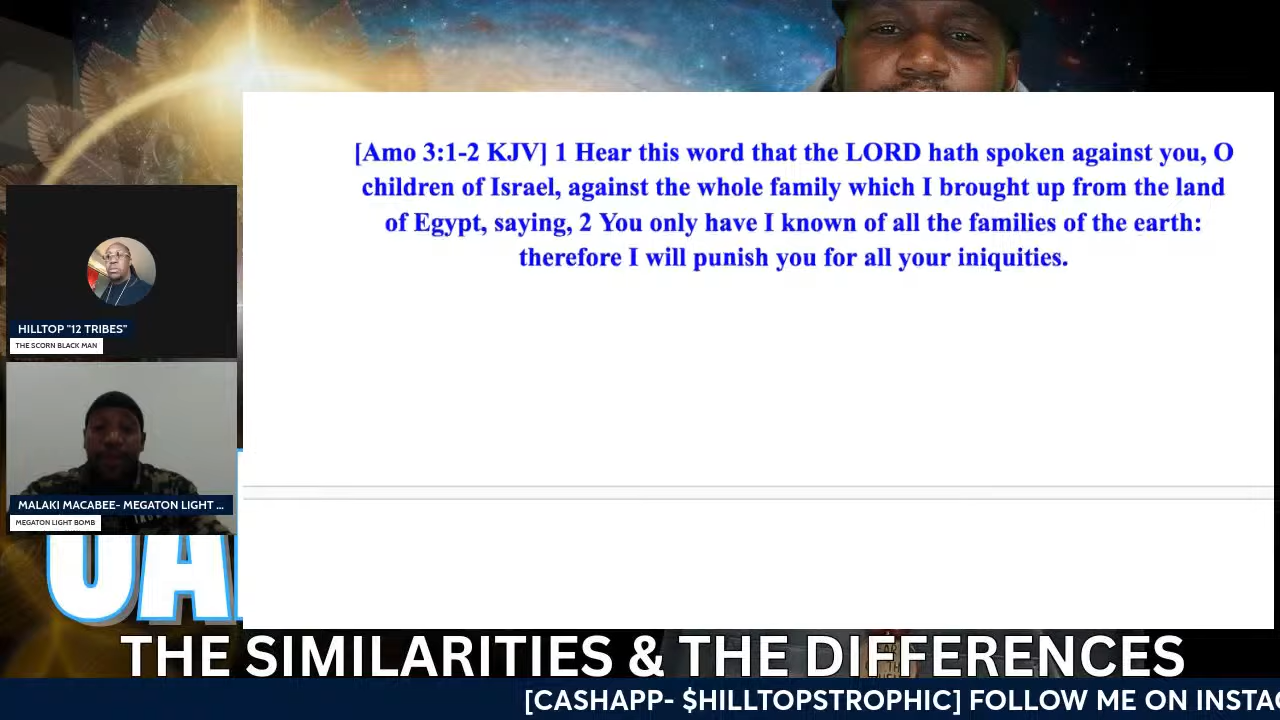 [Amo 3:1-2 KJV] 1 Hear this word that the LORD hath spoken against you, O
children of Israel, against the whole family which I brought up from the land
of Egypt, saying, 2 You only have I known of all the families of the earth:
therefore I will punish you for all your iniquities.
HILLTOP "12 TRIBES"
THE SCORN BLACK MAN
MALAKI MACABEE- MEGATON LIGHT ...
MEGATON LIGHT BOMB
THE SIMILARITIES & THE DIFFERENCES
[CASHAPP- $HILLTOPSTROPHIC] FOLLOW ME ON